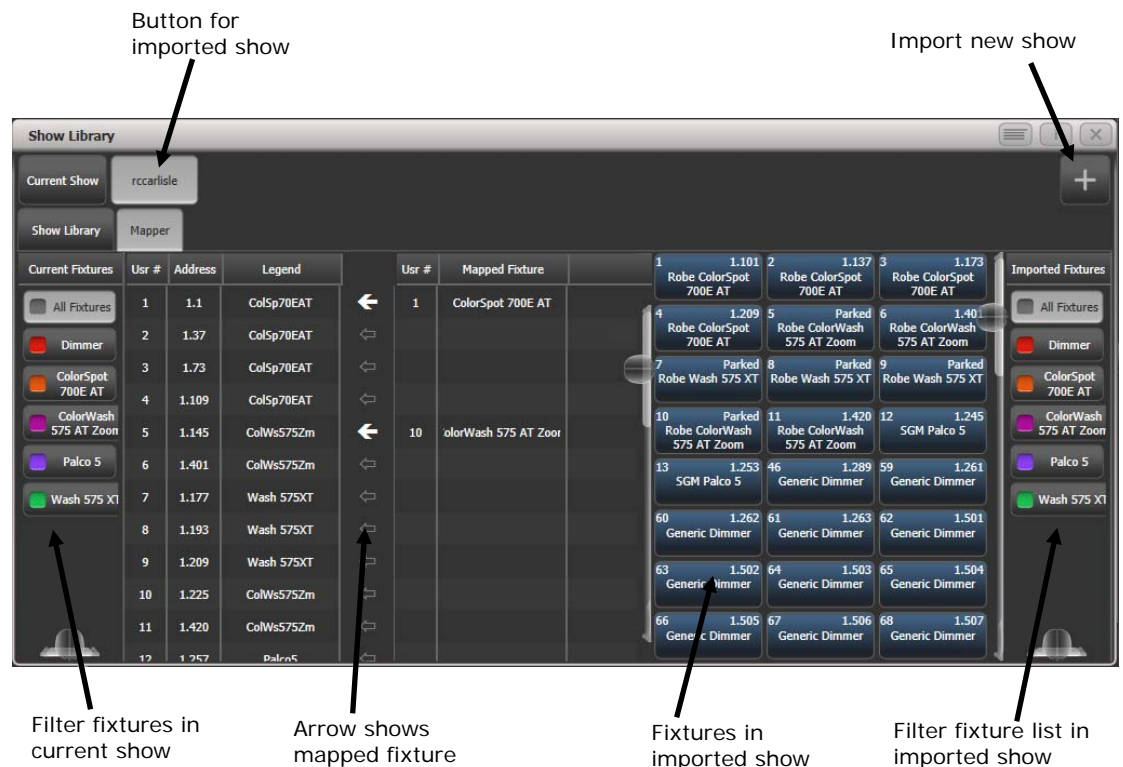 Button for
imported show
Import new show
Show Library
Current Show
rccarlisle
+
Show Library
Mapper
Current Fixtures
Usr #
Address
Legend
Usr #
Mapped Fixture
Imported Fixtures
All Fixtures
Dimmer
ColorSpot
700E AT
ColorWash
575 AT Zoom
Palco 5
Wash 575 XT
1 1.1 ColSp70EAT 1 ColorSpot 700E AT
2 1.37 ColSp70EAT
3 1.73 ColSp70EAT
4 1.109 ColSp70EAT
5 1.145 ColWs575Zm 10 olorWash 575 AT Zoor
6 1.401 ColWs575Zm
7 1.177 Wash 575XT
8 1.193 Wash 575XT
9 1.209 Wash 575XT
10 1.225 ColWs575Zm
11 1.420 ColWs575Zm
12 1.257 Palco5
1 1.101
Robe ColorSpot
700E AT
2 1.137
Robe ColorSpot
700E AT
3 1.173
Robe ColorSpot
700E AT
4 1.209
Robe ColorSpot
700E AT
5 Parked
Robe ColorWash
575 AT Zoom
6 1.401
Robe ColorWash
575 AT Zoom
7 Parked
Robe Wash 575 XT
8 Parked
Robe Wash 575 XT
9 Parked
Robe Wash 575 XT
10 Parked
Robe ColorWash
575 AT Zoom
11 1.420
Robe ColorWash
575 AT Zoom
12 1.245
SGM Palco 5
13 1.253
SGM Palco 5
46 1.289
Generic Dimmer
59 1.261
Generic Dimmer
60 1.262
Generic Dimmer
61 1.263
Generic Dimmer
62 1.501
Generic Dimmer
63 1.502
Generic Dimmer
64 1.503
Generic Dimmer
65 1.504
Generic Dimmer
66 1.505
Generic Dimmer
67 1.506
Generic Dimmer
68 1.507
Generic Dimmer
All Fixtures
Dimmer
ColorSpot
700E AT
ColorWash
575 AT Zoom
Palco 5
Wash 575 XT
Filter fixtures in
current show
Arrow shows
mapped fixture
Fixtures in
imported show
Filter fixture list in
imported show